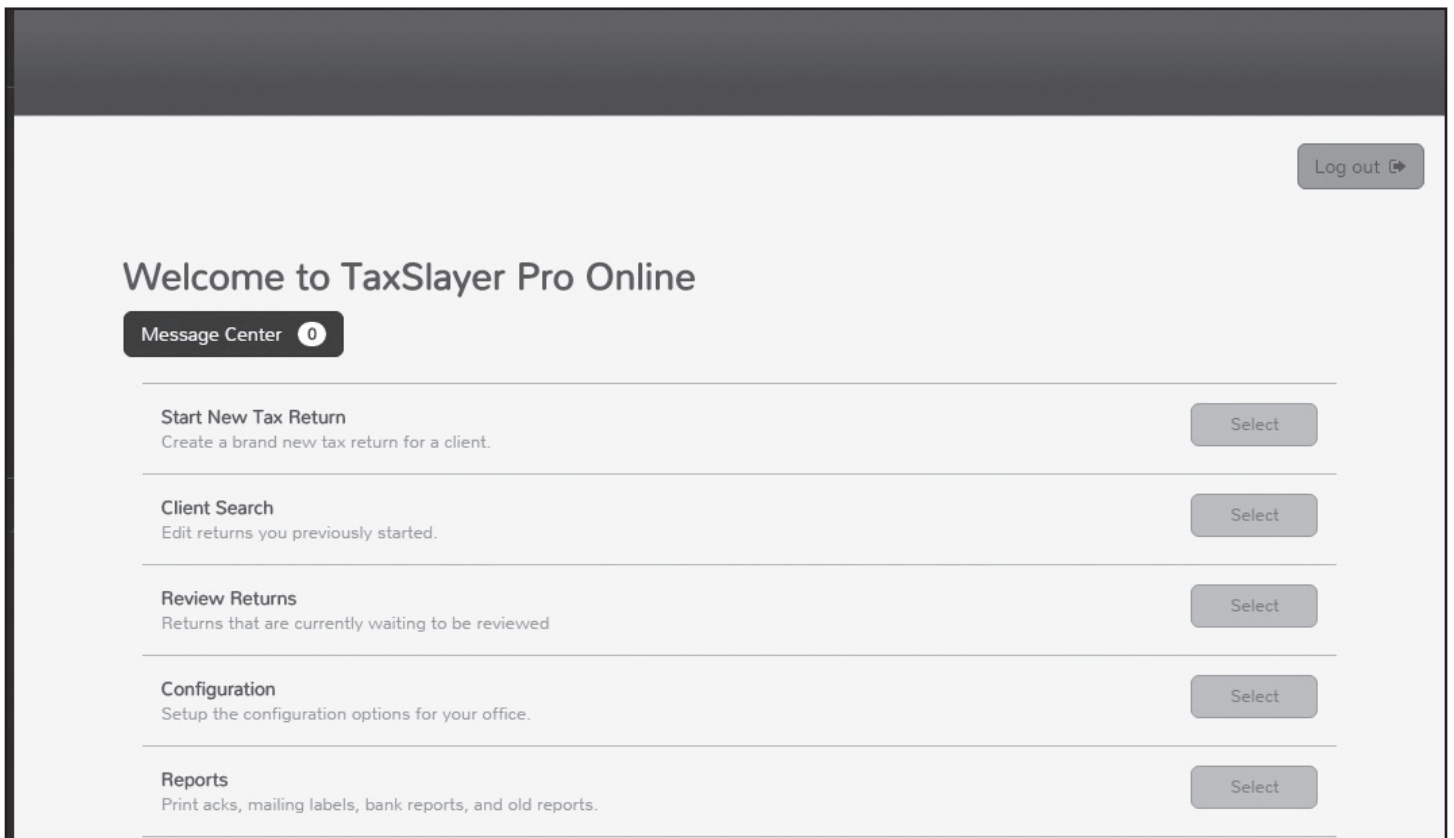 Log out
Welcome to TaxSlayer Pro Online
Message Center 0
Start New Tax Return
Select
Create a brand new tax return for a client.
Client Search
Select
Edit returns you previously started.
Review Returns
Select
Returns that are currently waiting to be reviewed
Configuration
Select
Setup the configuration options for your office.
Reports
Select
Print acks, mailing labels, bank reports, and old reports.